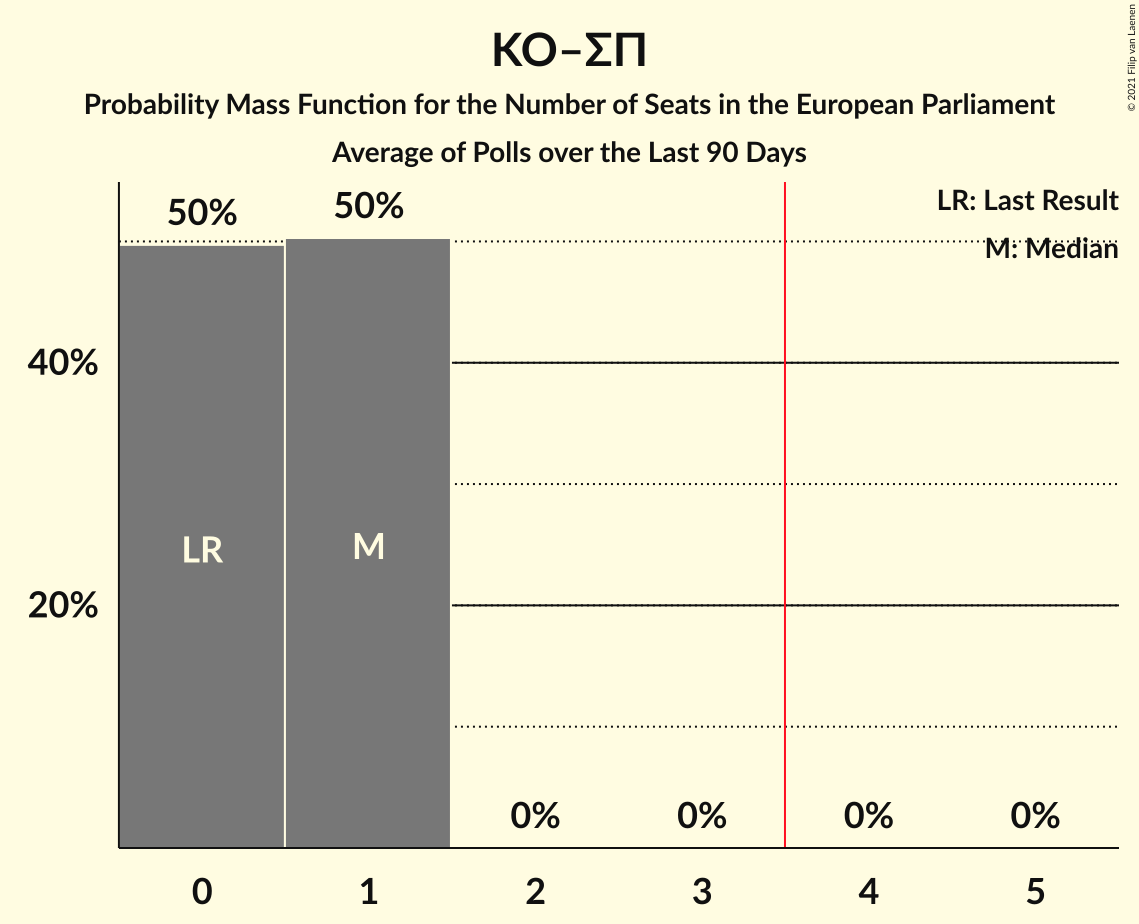 ΚΟ–ΣΠ
Probability Mass Function for the Number of Seats in the European Parliament
Average of Polls over the Last 90 Days
© 2021 Filip van Laenen
LR: Last Result
M: Median
50%
50%
40%
20%
LR
M
0%
0%
0%
0%
0
1
2
3
4
5